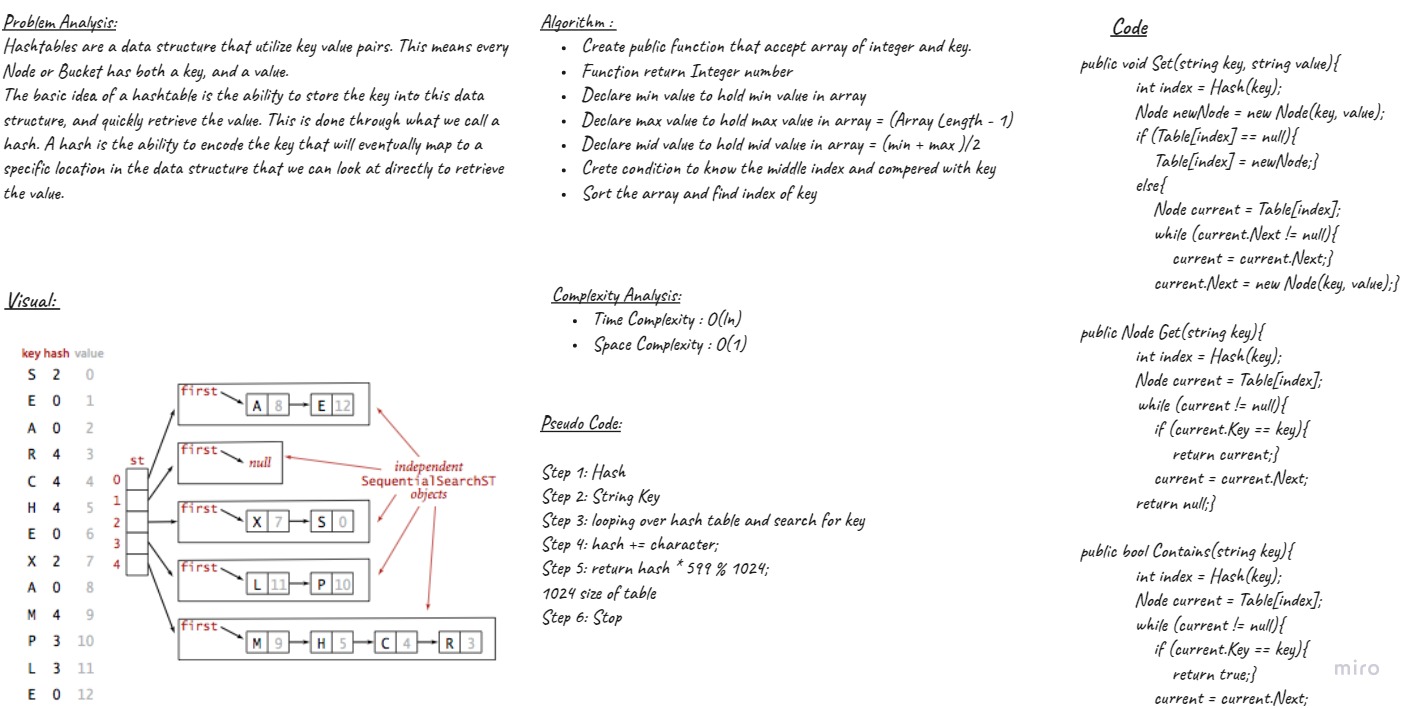 Problem Analysis:
Hashtables are a data structure that utilize key value pairs. This means every
Node or Bucket has both a key, and a value.
The basic idea of a hashtable is the ability to store the key into this data
structure, and quickly retrieve the value. This is done through what we call a
hash. A hash is the ability to encode the key that will eventually map to a
specific location in the data structure that we can look at directly to retrieve
the value.
Visual:
key hash value
S 2 0
E 0 1
A 0 2
R 4 3
C 4 4
H 4 5
E 0 6
X 2 7
A 0 8
M 4 9
P 3 10
L 3 11
E 0 12
st
0
1
2
3
4
first
A 8 E 12
first
null
first
X 7 S 0
first
L 11 P 10
first
M 9 H 5 C 4 R 3
independent
SequentialSearchST
objects
Algorithm :
• Create public function that accept array of integer and key.
• Function return Integer number
• Declare min value to hold min value in array
• Declare max value to hold max value in array = (Array Length - 1)
• Declare mid value to hold mid value in array = (min + max )/2
• Crete condition to know the middle index and compered with key
• Sort the array and find index of key
Complexity Analysis:
• Time Complexity : O(ln)
• Space Complexity : O(1)
Pseudo Code:
Step 1: Hash
Step 2: String Key
Step 3: looping over hash table and search for key
Step 4: hash += character;
Step 5: return hash * 599 % 1024;
1024 size of table
Step 6: Stop
Code
public void Set(string key, string value){
int index = Hash(key);
Node newNode = new Node(key, value);
if (Table[index] == null){
Table[index] = newNode;}
else{
Node current = Table[index];
while (current.Next != null){
current = current.Next;}
current.Next = new Node(key, value);}
public Node Get(string key){
int index = Hash(key);
Node current = Table[index];
while (current != null){
if (current.Key == key){
return current;}
current = current.Next;
return null;}
public bool Contains(string key){
int index = Hash(key);
Node current = Table[index];
while (current != null){
if (current.Key == key){
return true;}
current = current.Next;
miro